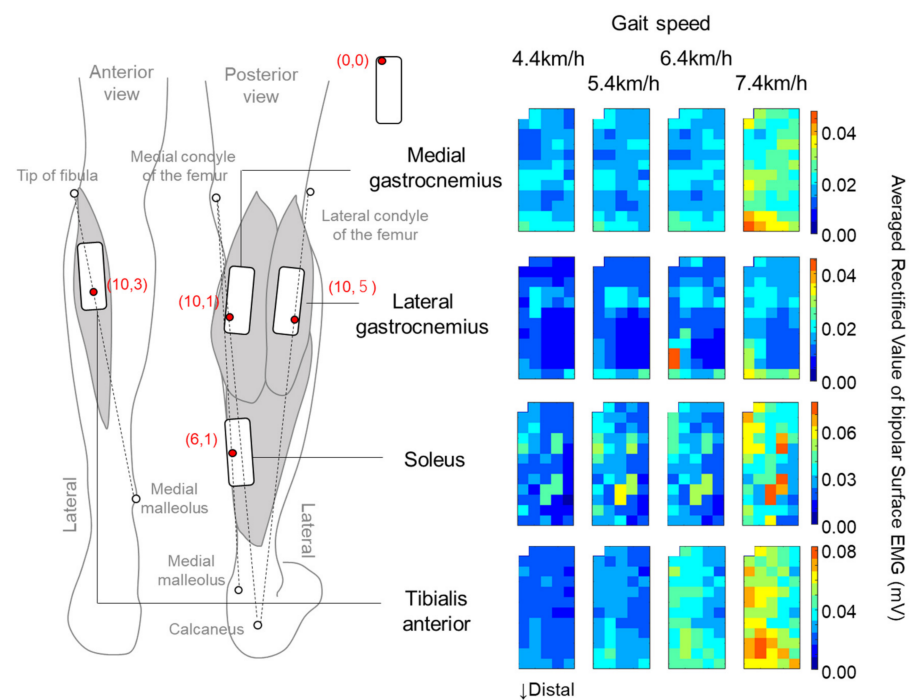 Gait speed
4.4km/h
6.4km/h
5.4km/h
7.4km/h
(0,0)
Anterior
view
Posterior
view
Medial condyle
of the femur
Tip of fibula
Lateral condyle
of the femur
Medial
gastrocnemius
(10,3)
(10,1)
(10,5)
Lateral
gastrocnemius
(6,1)
Soleus
Lateral
Medial
malleolus
Lateral
Medial
malleolus
Calcaneus
Tibialis
anterior
0.04
0.02
0.00
0.04
0.02
0.00
0.06
0.03
0.00
0.08
0.04
0.00
Averaged Rectified Value of bipolar Surface EMG (mV)
↓Distal